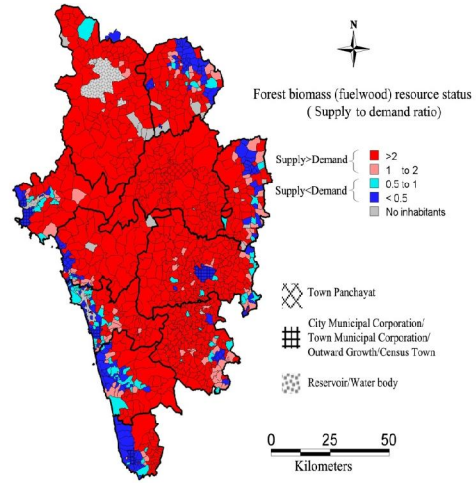 N
Forest biomass (fuelwood) resource status
( Supply to demand ratio)
Supply>Demand
>2
1 to 2
Supply<Demand
0.5 to 1
< 0.5
No inhabitants
Town Panchayat
City Municipal Corporation/
Town Municipal Corporation/
Outward Growth/Census Town
Reservoir/Water body
0 25 50
Kilometers